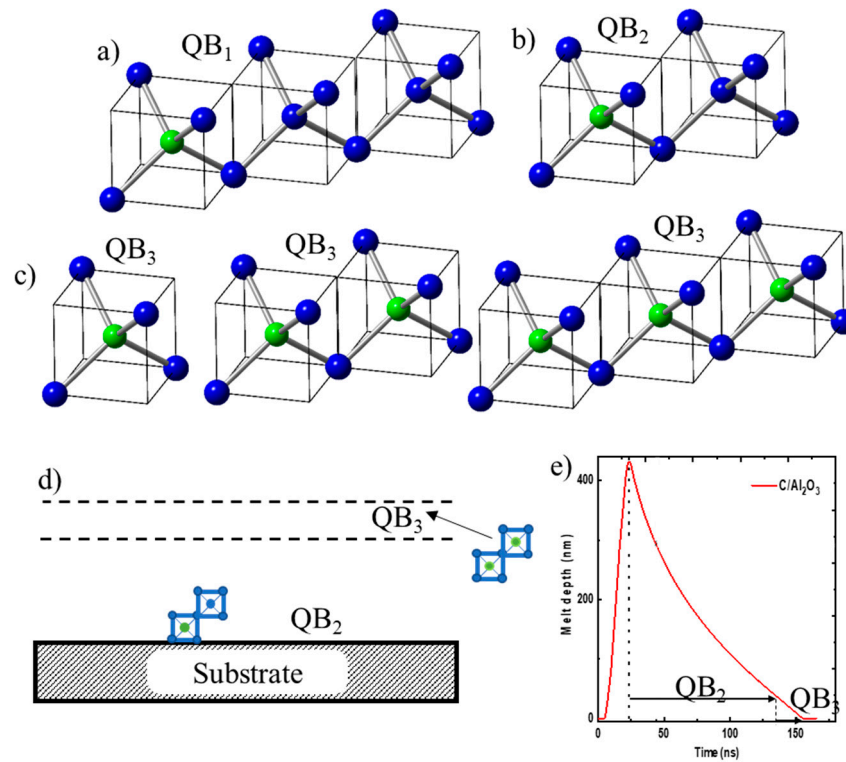 a)
QB₁
b)
QB₂
c)
QB₃
QB₃
QB₃
d)
QB₃
QB₂
Substrate
e)
C/Al₂O₃
Melt depth (nm)
400
200
0
QB₂
QB₃
0
50
100
150
Time (ns)